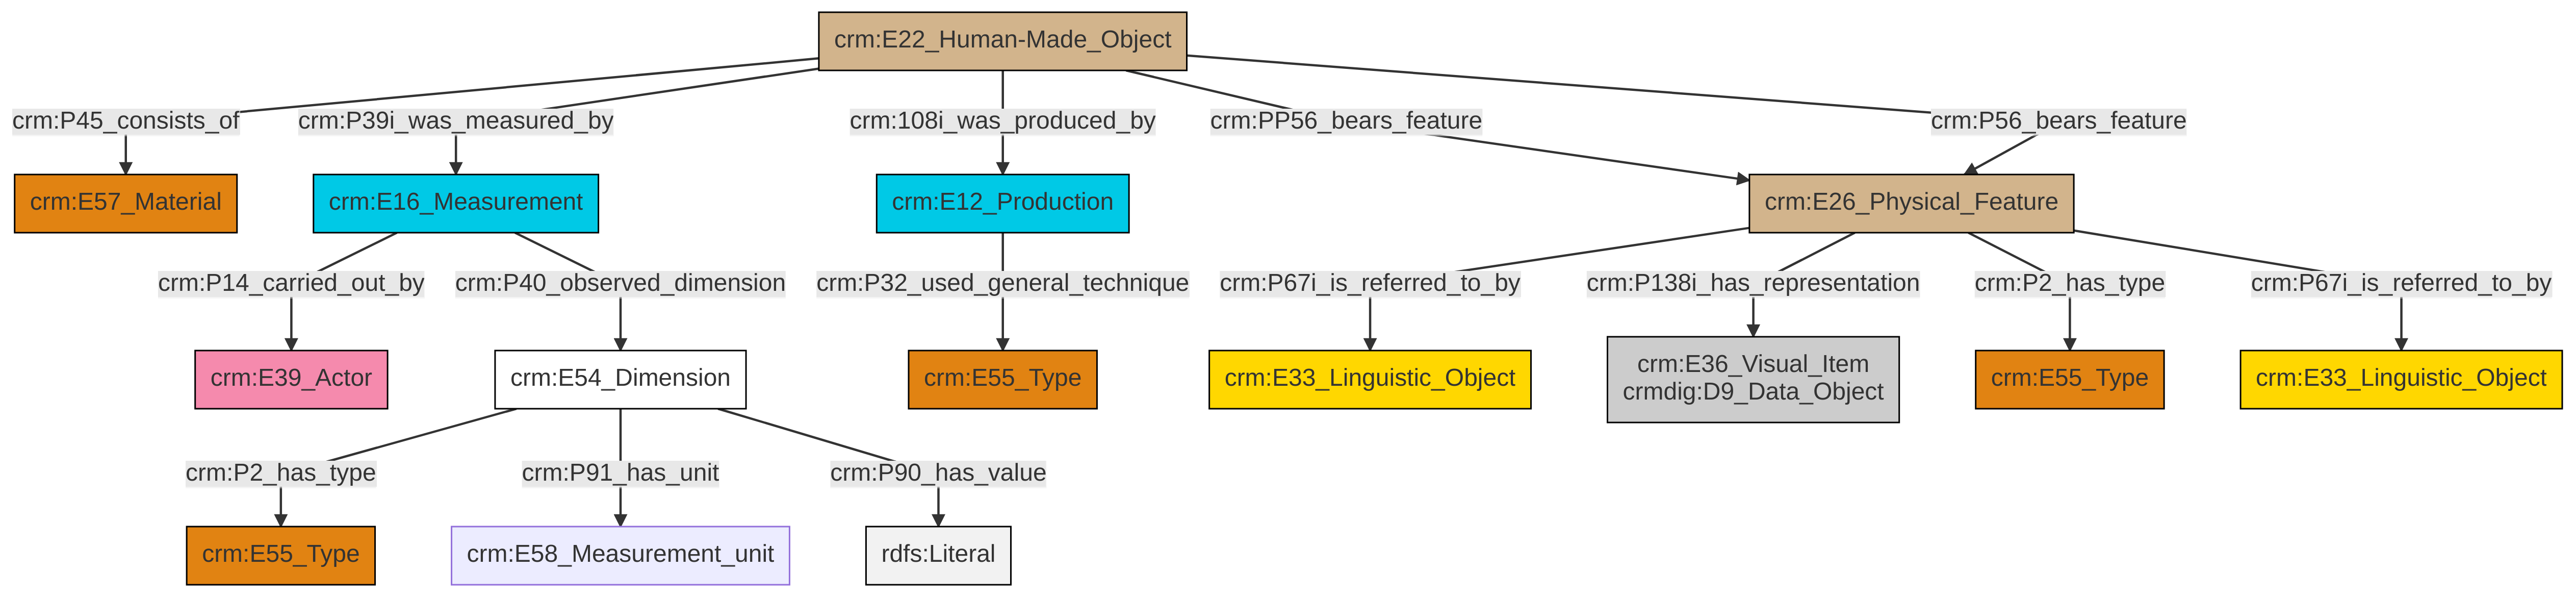 crm:E22_Human-Made_Object
crm:P45_consists_of
crm:P39i_was_measured_by
crm:108i_was_produced_by
crm:PP56_bears_feature
crm:P56_bears_feature
crm:E57_Material
crm:E16_Measurement
crm:E12_Production
crm:E26_Physical_Feature
crm:P14_carried_out_by
crm:P40_observed_dimension
crm:P32_used_general_technique
crm:P67i_is_referred_to_by
crm:P138i_has_representation
crm:P2_has_type
crm:P67i_is_referred_to_by
crm:E39_Actor
crm:E54_Dimension
crm:E55_Type
crm:E33_Linguistic_Object
crm:E36_Visual_Item
crmdig:D9_Data_Object
crm:E55_Type
crm:E33_Linguistic_Object
crm:P2_has_type
crm:P91_has_unit
crm:P90_has_value
crm:E55_Type
crm:E58_Measurement_unit
rdfs:Literal